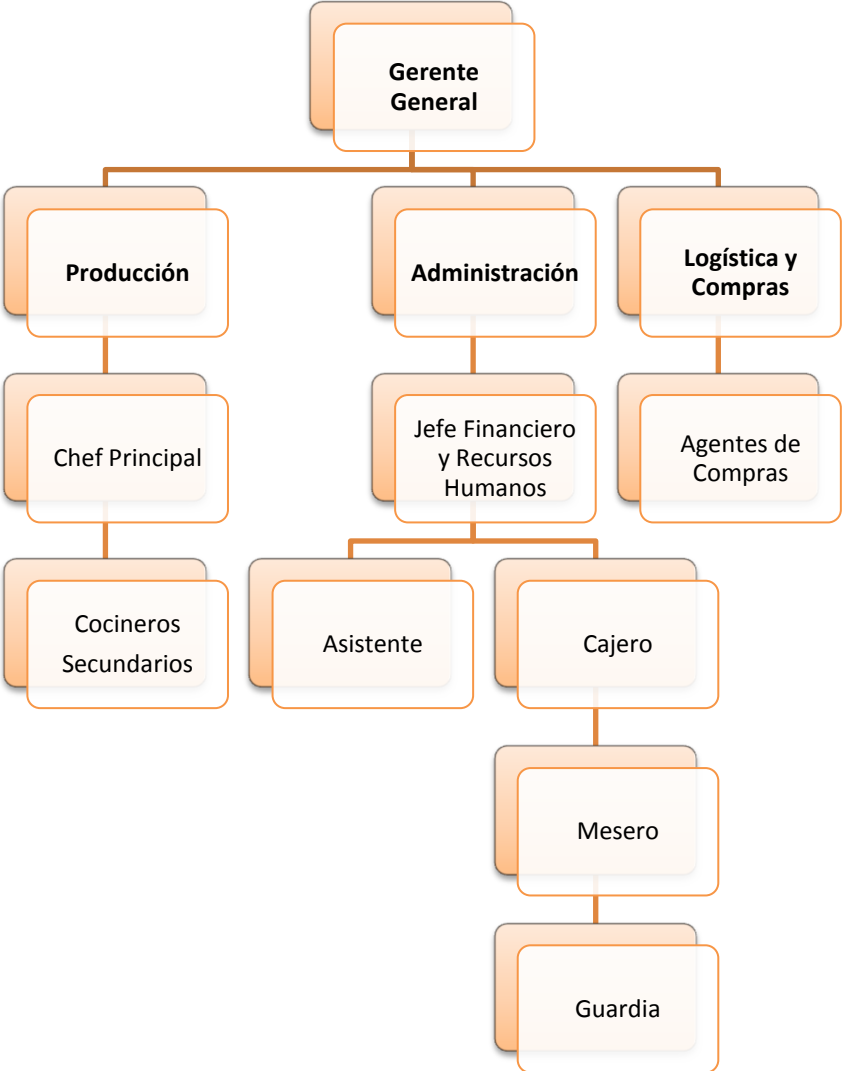 Gerente
General
Producción
Administración
Logística y
Compras
Chef Principal
Jefe Financiero
y Recursos
Humanos
Agentes de
Compras
Cocineros
Secundarios
Asistente
Cajero
Mesero
Guardia